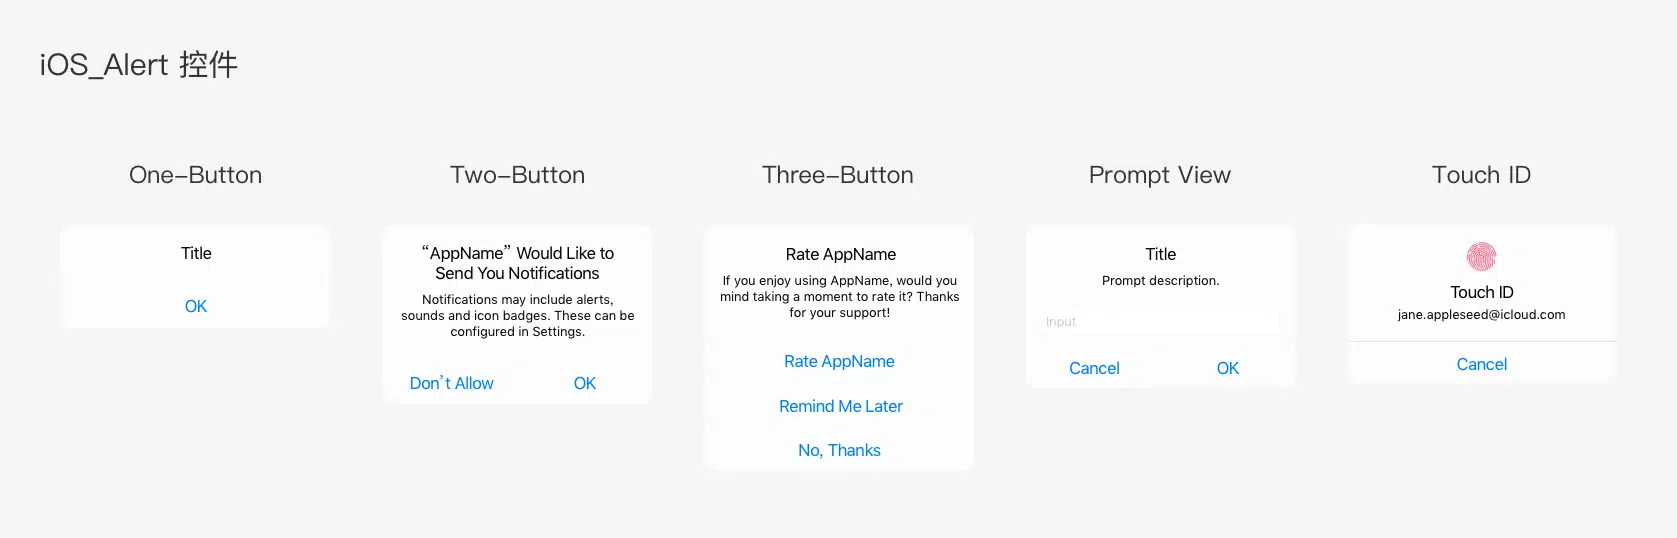 iOS_Alert 控件
One-Button
Two-Button
Three-Button
Prompt View
Touch ID
Title
OK
“AppName” Would Like to
Send You Notifications
Notifications may include alerts,
sounds and icon badges. These can be
configured in Settings.
Don’t Allow
OK
Rate AppName
If you enjoy using AppName, would you
mind taking a moment to rate it? Thanks
for your support!
Rate AppName
Remind Me Later
No, Thanks
Title
Prompt description.
Input
Cancel
OK
Touch ID
jane.appleseed@icloud.com
Cancel